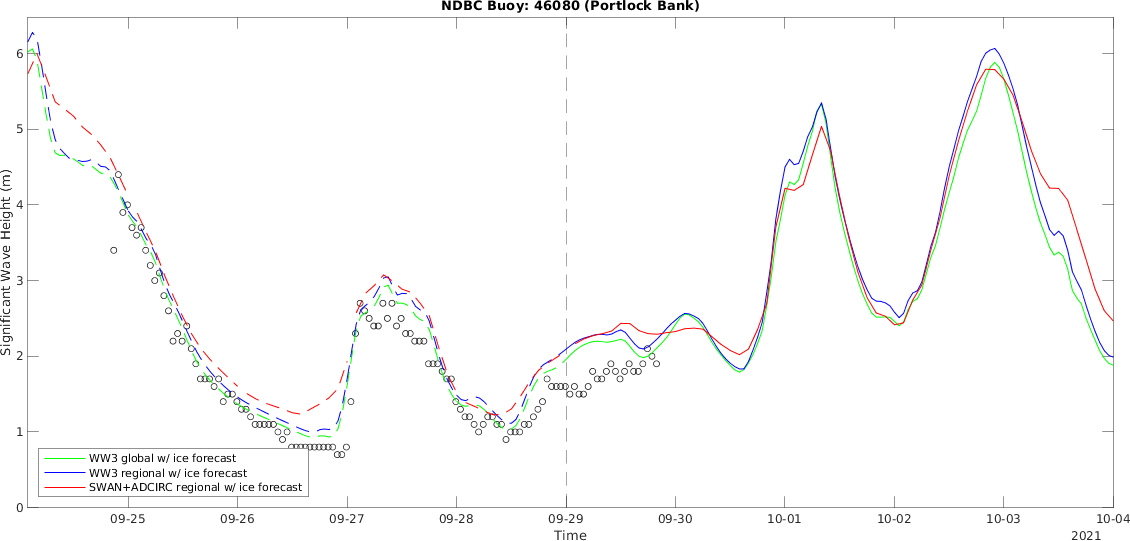 NDBC Buoy: 46080 (Portlock Bank)
Significant Wave Height (m)
6
5
4
3
2
1
0
WW3 global w/ ice forecast
WW3 regional w/ ice forecast
SWAN+ADCIRC regional w/ ice forecast
09-25 09-26 09-27 09-28 09-29 09-30 10-01 10-02 10-03 10-04
Time
2021